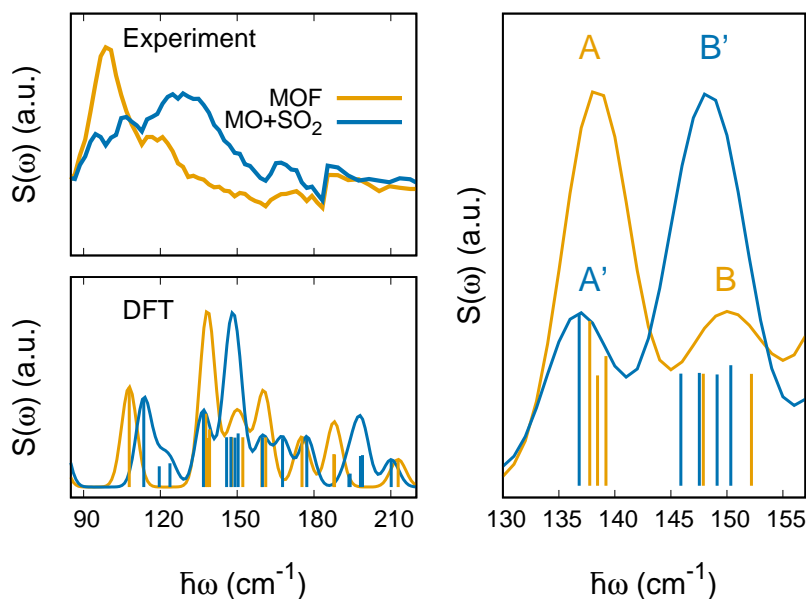 Experiment
MOF
MO+SO₂
S(ω) (a.u.)
DFT
S(ω) (a.u.)
90 120 150 180 210
ħω (cm⁻¹)
A B'
A' B
S(ω) (a.u.)
130 135 140 145 150 155
ħω (cm⁻¹)